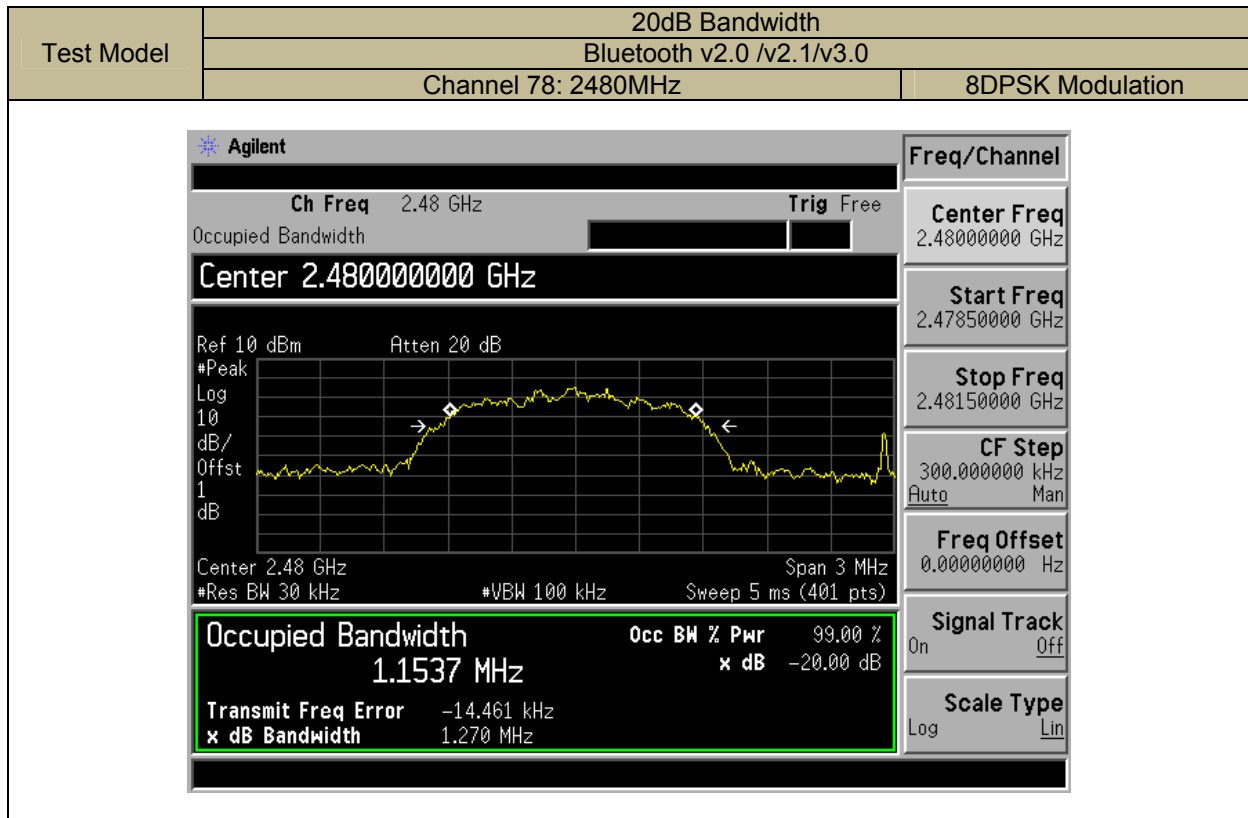 Test Model
20dB Bandwidth
Bluetooth v2.0 /v2.1/v3.0
Channel 78: 2480MHz
8DPSK Modulation
Agilent
Freq/Channel
Ch Freq 2.48 GHz Trig Free
Occupied Bandwidth
Center 2.480000000 GHz
Ref 10 dBm Atten 20 dB
#Peak
Log
10
dB/
Offst
1
dB
Center 2.48 GHz Span 3 MHz
#Res BW 30 kHz #VBW 100 kHz Sweep 5 ms (401 pts)
Occupied Bandwidth
1.1537 MHz
Occ BW % Pwr 99.00 %
x dB -20.00 dB
Transmit Freq Error -14.461 kHz
x dB Bandwidth 1.270 MHz
Center Freq
2.48000000 GHz
Start Freq
2.47850000 GHz
Stop Freq
2.48150000 GHz
CF Step
300.000000 kHz
Auto Man
Freq Offset
0.00000000 Hz
Signal Track
On Off
Scale Type
Log Lin